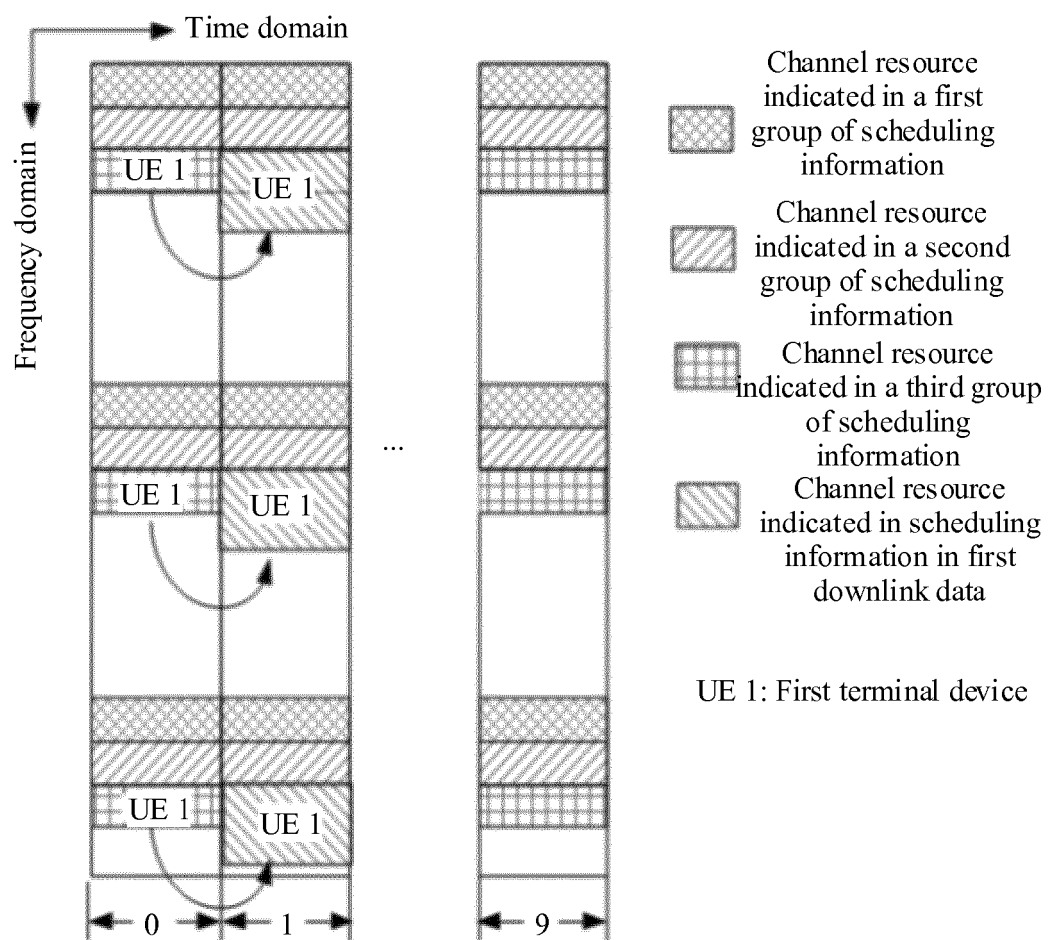 Time domain
Frequency domain
UE 1
UE 1
UE 1
UE 1
UE 1
UE 1
...
0
1
9
Channel resource
indicated in a first
group of scheduling
information
Channel resource
indicated in a second
group of scheduling
information
Channel resource
indicated in a third group
of scheduling
information
Channel resource
indicated in scheduling
information in first
downlink data
UE 1: First terminal device